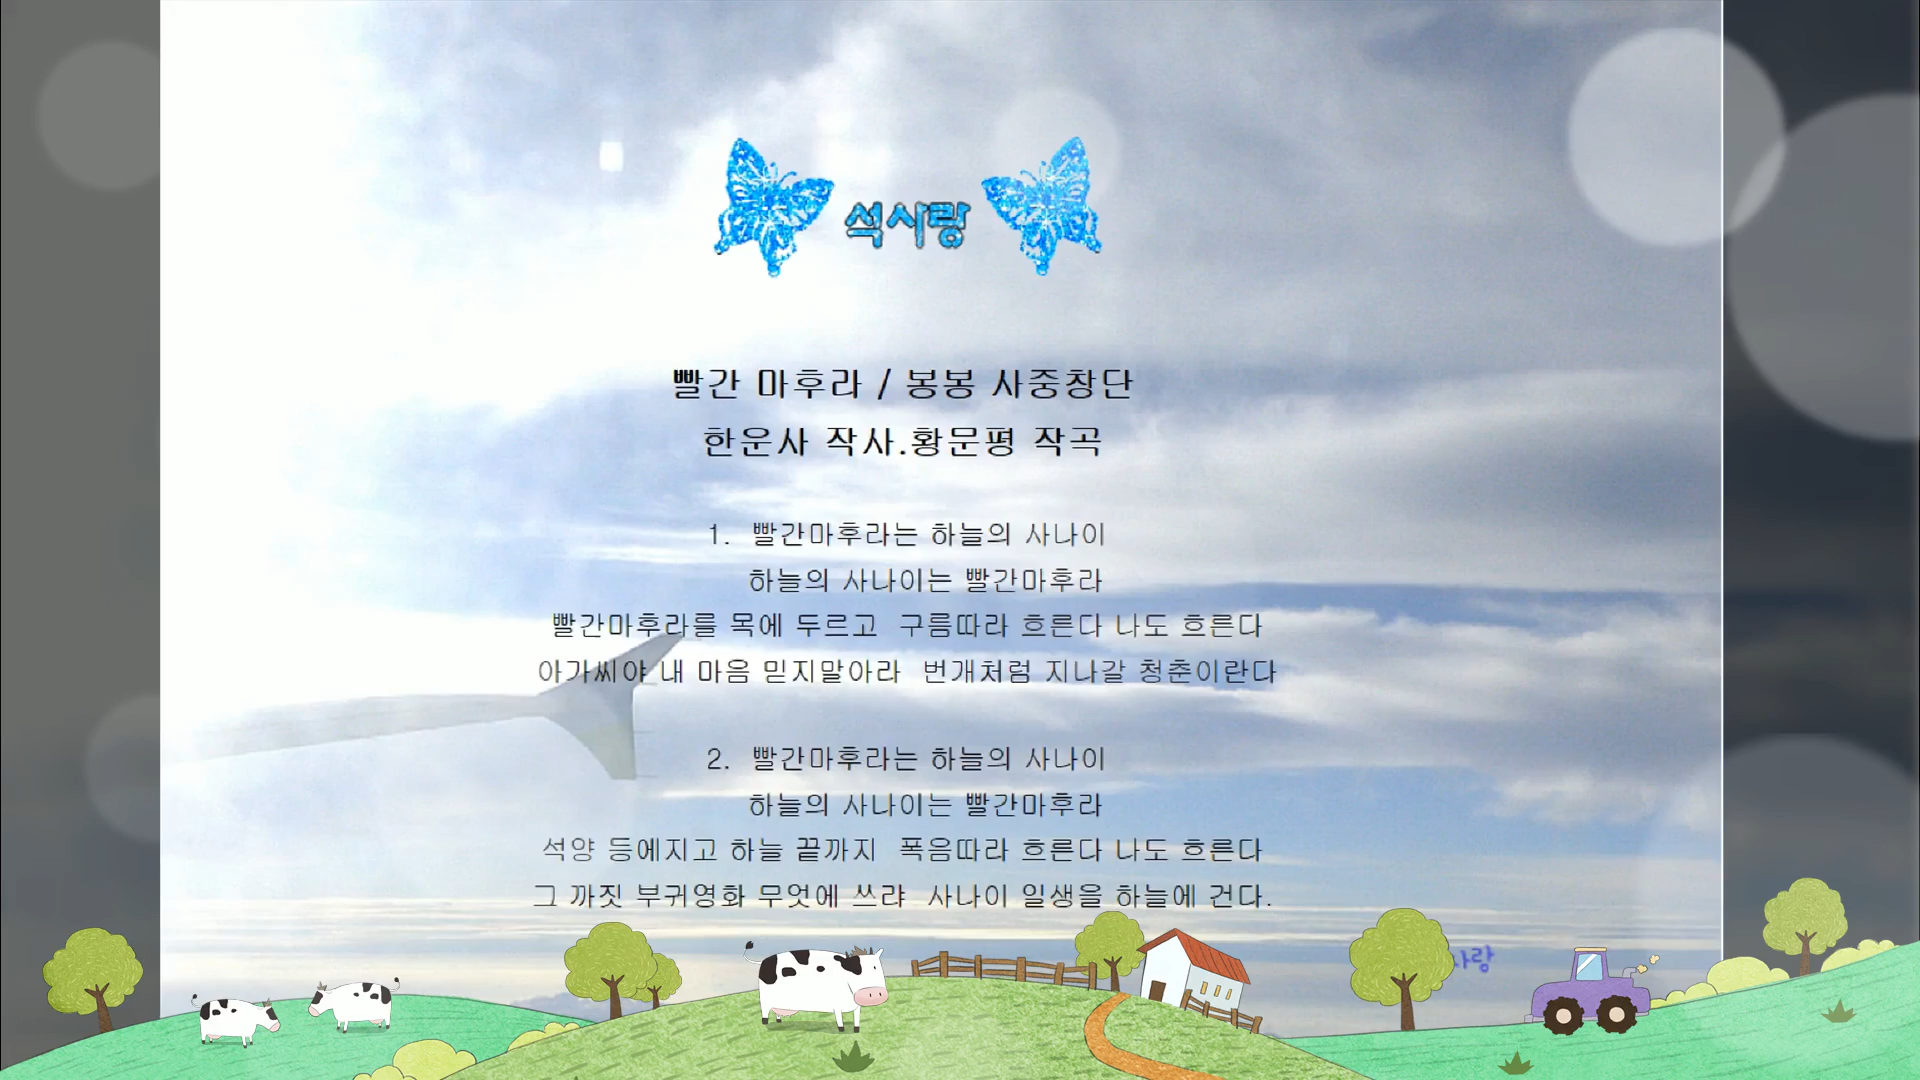 석사랑
빨간 마후라 / 봉봉 사중창단
한운사 작사.황문평 작곡
1. 빨간마후라는 하늘의 사나이
하늘의 사나이는 빨간마후라
빨간마후라를 목에 두르고 구름따라 흐른다 나도 흐른다
아가씨야 내 마음 믿지말아라 번개처럼 지나갈 청춘이란다
2. 빨간마후라는 하늘의 사나이
하늘의 사나이는 빨간마후라
석양 등에지고 하늘 끝까지 폭음따라 흐른다 나도 흐른다
그 까짓 부귀영화 무엇에 쓰랴 사나이 일생을 하늘에 건다.
사랑